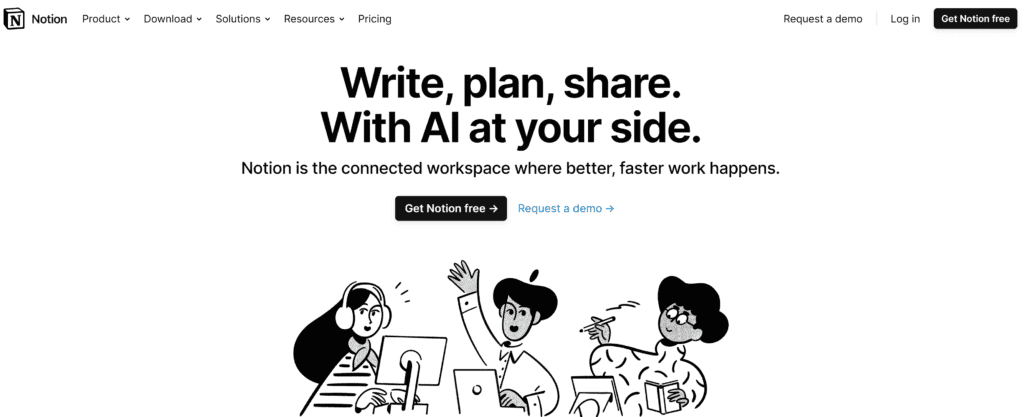 Notion Product Download Solutions Resources Pricing Request a demo Log in Get Notion free
Write, plan, share.
With AI at your side.
Notion is the connected workspace where better, faster work happens.
Get Notion free → Request a demo →